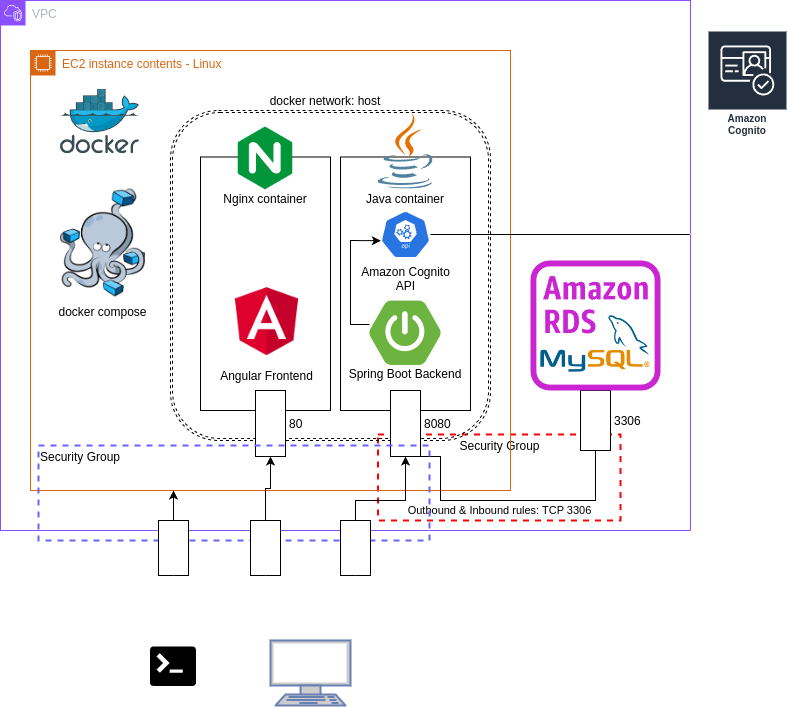 VPC
EC2 instance contents - Linux
docker network: host
docker
Amazon
Cognito
Nginx container
Java container
api
Amazon Cognito
API
docker compose
Amazon
RDS
MySQL®
Angular Frontend
Spring Boot Backend
80
8080
3306
Security Group
Security Group
Outbound & Inbound rules: TCP 3306